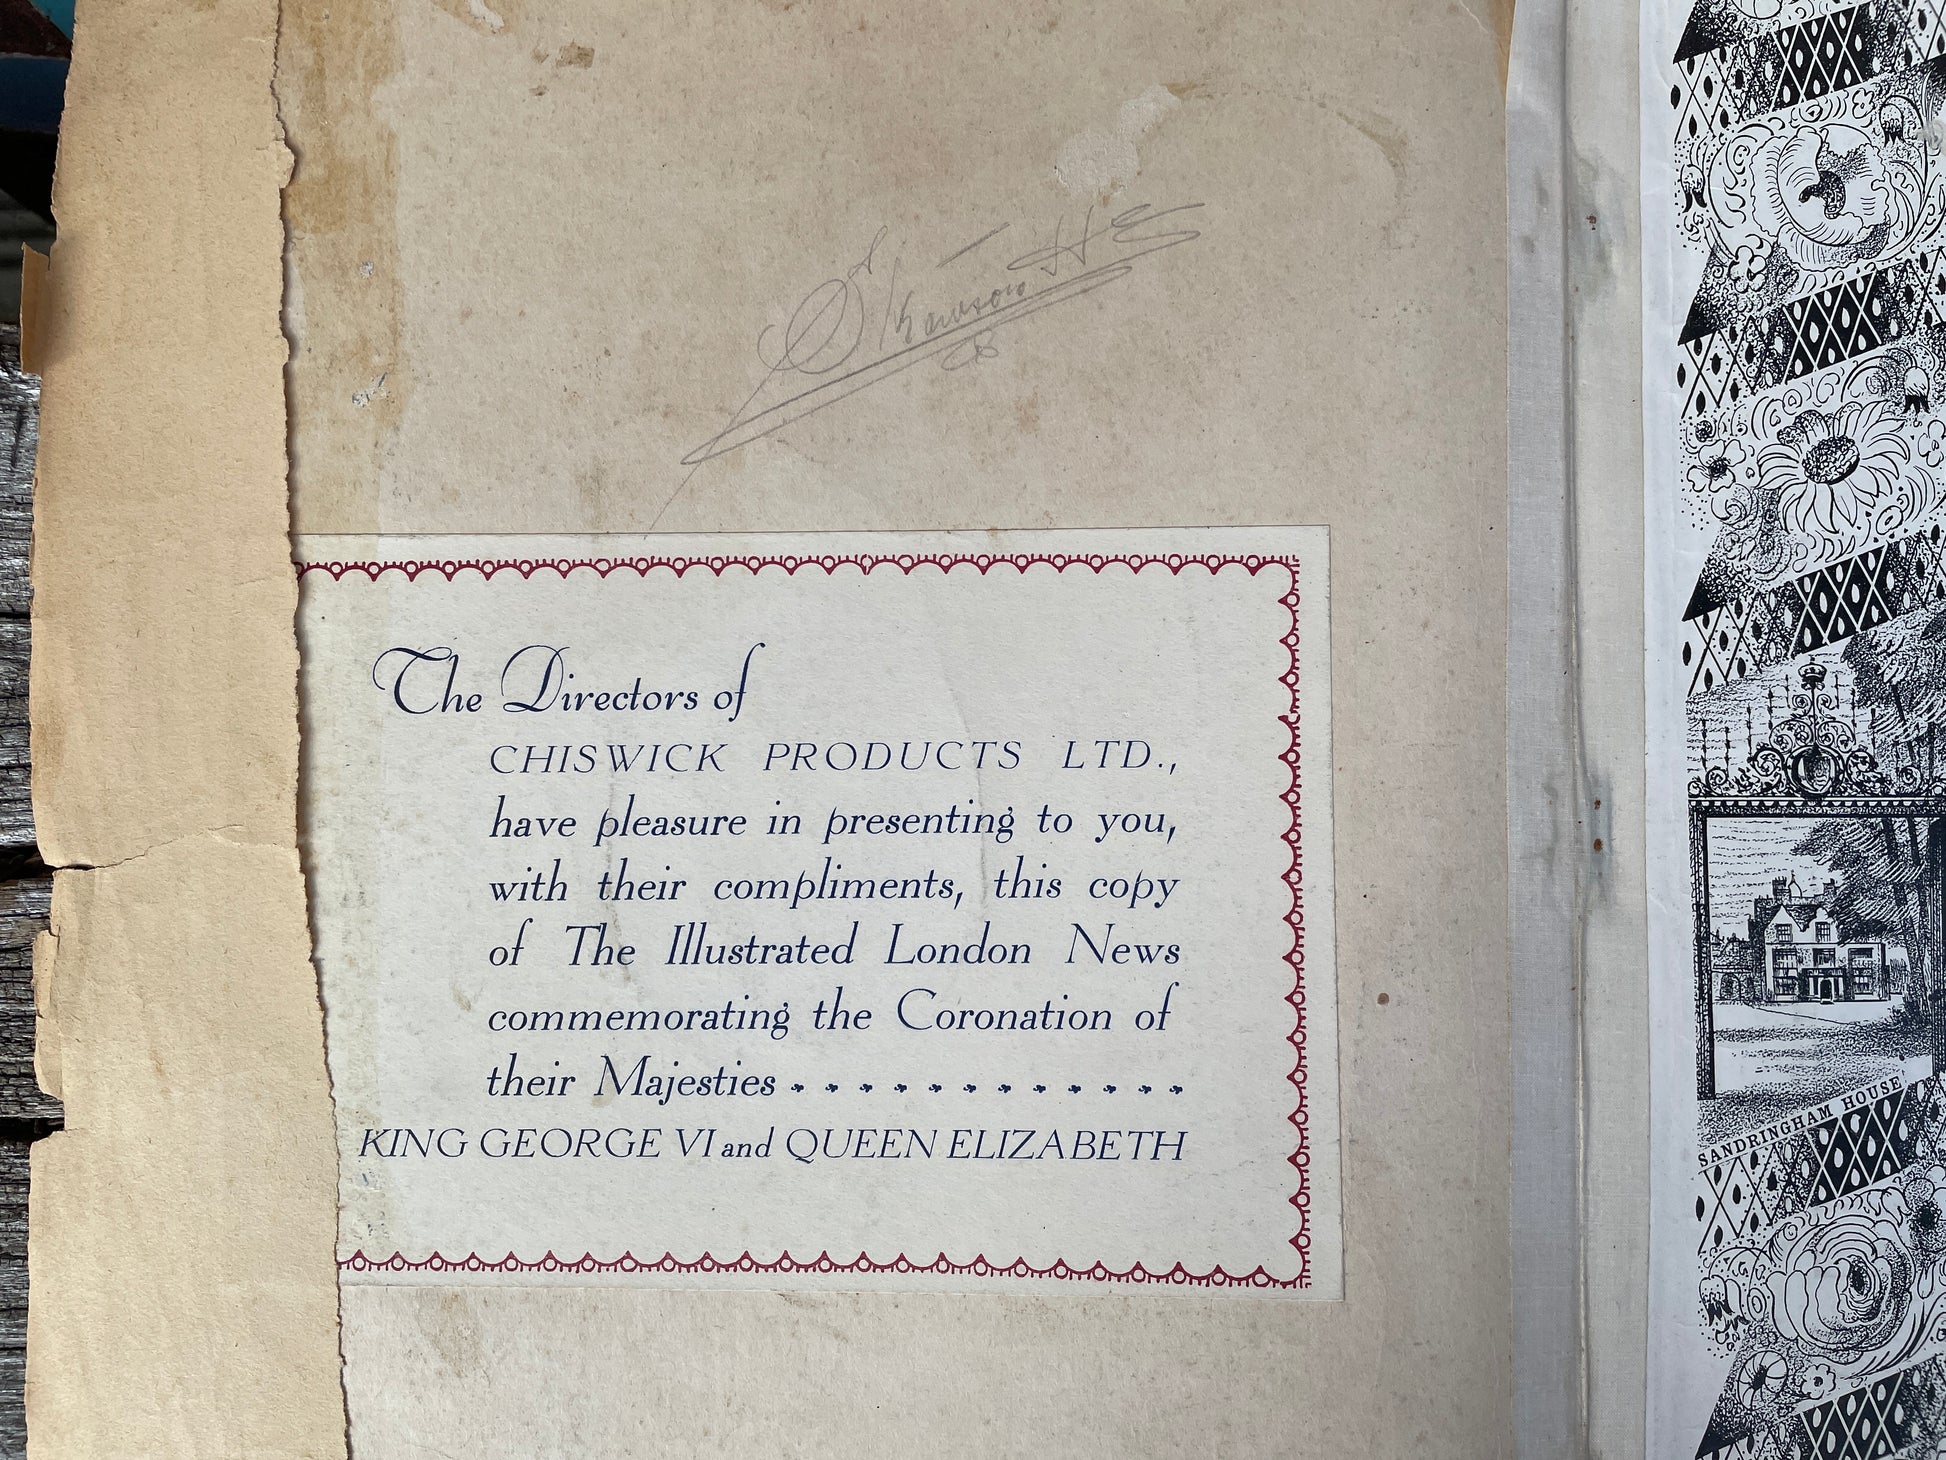 The Directors of
CHISWICK PRODUCTS LTD.,
have pleasure in presenting to you,
with their compliments, this copy
of The Illustrated London News
commemorating the Coronation of
their Majesties
KING GEORGE VI and QUEEN ELIZABETH
SANDRINGHAM HOUSE